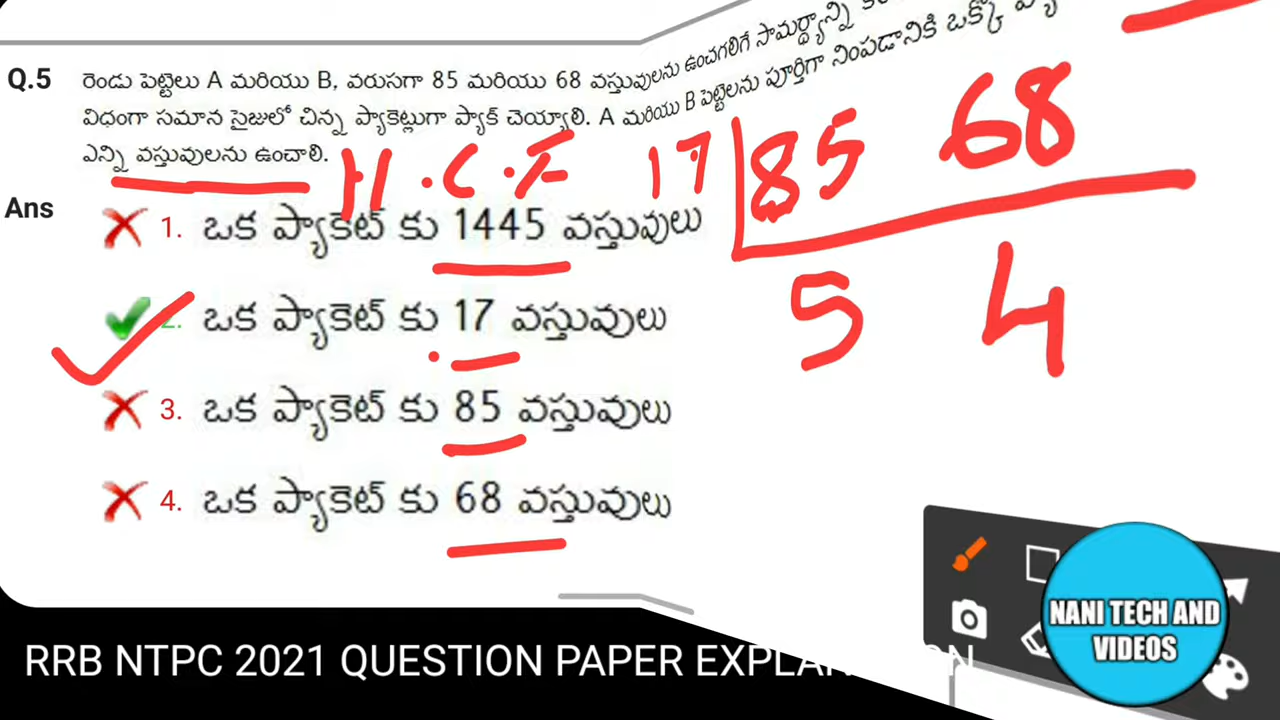 Q.5 రెండు పెట్టెలు A మరియు B, వరుసగా 85 మరియు 68 వస్తువులను ఉంచగలిగే సామర్థ్యాన్ని
విధంగా సమాన సైజులో చిన్న ప్యాకెట్లుగా ప్యాక్ చెయ్యాలి. A మరియు B పెట్టెలను పూర్తిగా నింపడానికి ఒక్కో
ఎన్ని వస్తువులను ఉంచాలి.
H.C.F
17 85 68
5 4
Ans
1. ఒక ప్యాకెట్ కు 1445 వస్తువులు
2. ఒక ప్యాకెట్ కు 17 వస్తువులు
3. ఒక ప్యాకెట్ కు 85 వస్తువులు
4. ఒక ప్యాకెట్ కు 68 వస్తువులు
NANI TECH AND
VIDEOS
RRB NTPC 2021 QUESTION PAPER